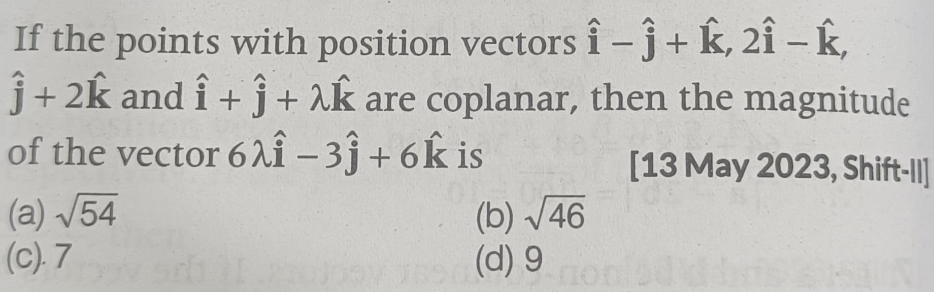 If the points with position vectors î – ĵ + k̂, 2î – k̂,
ĵ + 2k̂ and î + ĵ + λk̂ are coplanar, then the magnitude
of the vector 6λî – 3ĵ + 6k̂ is [13 May 2023, Shift-II]
(a) √54 (b) √46
(c). 7 (d) 9